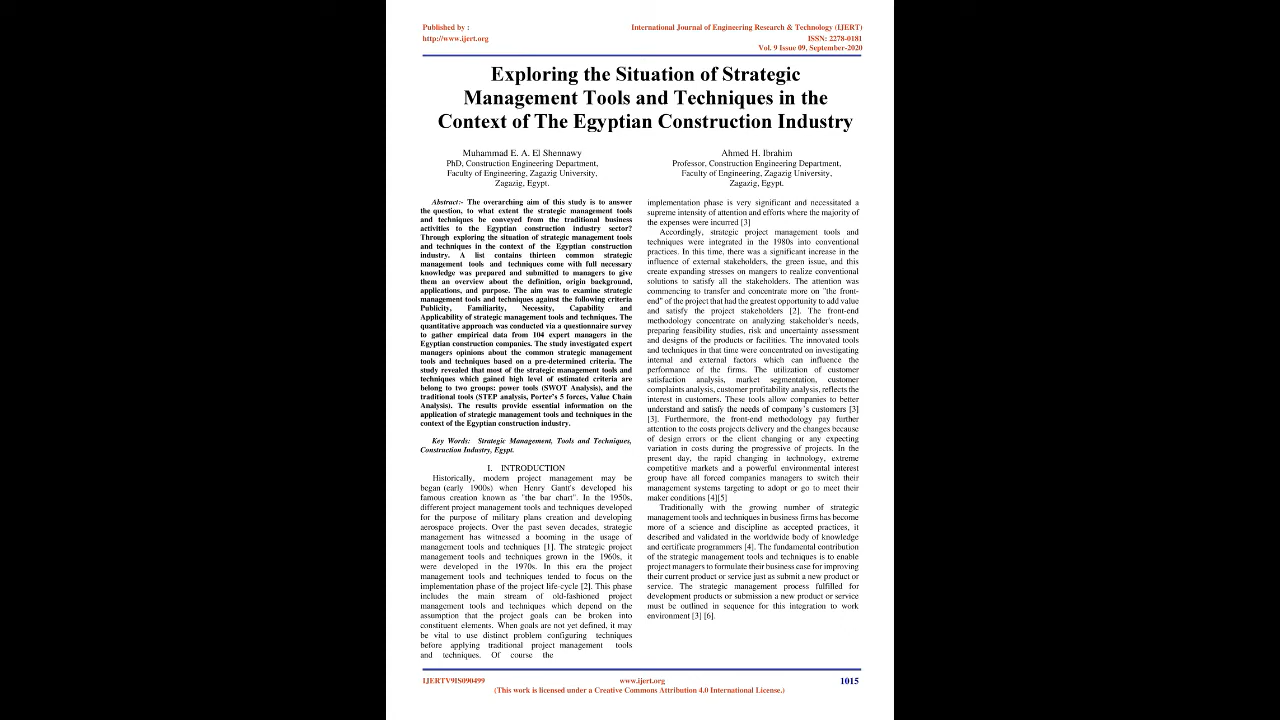 Published by :
http://www.ijert.org
International Journal of Engineering Research & Technology (IJERT)
ISSN: 2278-0181
Vol. 9 Issue 09, September-2020
Exploring the Situation of Strategic
Management Tools and Techniques in the
Context of The Egyptian Construction Industry
Muhammad E. A. El Shennawy
PhD, Construction Engineering Department,
Faculty of Engineering, Zagazig University,
Zagazig, Egypt.
Ahmed H. Ibrahim
Professor, Construction Engineering Department,
Faculty of Engineering, Zagazig University,
Zagazig, Egypt.
Abstract:- The overarching aim of this study is to answer
the question, to what extent the strategic management tools
and techniques be conveyed from the traditional business
activities to the Egyptian construction industry sector?
Through exploring the situation of strategic management tools
and techniques in the context of the Egyptian construction
industry. A list contains thirteen common strategic
management tools and techniques come with full necessary
knowledge was prepared and submitted to managers to give
them an overview about the definition, origin background,
applications, and purpose. The aim was to examine strategic
management tools and techniques against the following criteria
Publicity, Familiarity, Necessity, Capability and
Applicability of strategic management tools and techniques. The
quantitative approach was conducted via a questionnaire survey
to gather empirical data from 104 expert managers in the
Egyptian construction companies. The study investigated expert
managers opinions about the common strategic management
tools and techniques based on a pre-determined criteria. The
study revealed that most of the strategic management tools and
techniques which gained high level of estimated criteria are
belong to two groups: power tools (SWOT Analysis), and the
traditional tools (STEP analysis, Porter's 5 forces, Value Chain
Analysis). The results provide essential information on the
application of strategic management tools and techniques in the
context of the Egyptian construction industry.
Key Words: Strategic Management, Tools and Techniques,
Construction Industry, Egypt.
I. INTRODUCTION
Historically, modern project management may be
began (early 1900s) when Henry Gantt's developed his
famous creation known as "the bar chart". In the 1950s,
different project management tools and techniques developed
for the purpose of military plans creation and developing
aerospace projects. Over the past seven decades, strategic
management has witnessed a booming in the usage of
management tools and techniques [1]. The strategic project
management tools and techniques grown in the 1960s, it
were developed in the 1970s. In this era the project
management tools and techniques tended to focus on the
implementation phase of the project life-cycle [2]. This phase
includes the main stream of old-fashioned project
management tools and techniques which depend on the
assumption that the project goals can be broken into
constituent elements. When goals are not yet defined, it may
be vital to use distinct problem configuring techniques
before applying traditional project management tools
and techniques. Of course the
implementation phase is very significant and necessitated a
supreme intensity of attention and efforts where the majority of
the expenses were incurred [3]
Accordingly, strategic project management tools and
techniques were integrated in the 1980s into conventional
practices. In this time, there was a significant increase in the
influence of external stakeholders, the green issue, and this
create expanding stresses on mangers to realize conventional
solutions to satisfy all the stakeholders. The attention was
commencing to transfer and concentrate more on "the front-
end" of the project that had the greatest opportunity to add value
and satisfy the project stakeholders [2]. The front-end
methodology concentrate on analyzing stakeholder's needs,
preparing feasibility studies, risk and uncertainty assessment
and designs of the products or facilities. The innovated tools
and techniques in that time were concentrated on investigating
internal and external factors which can influence the
performance of the firms. The utilization of customer
satisfaction analysis, market segmentation, customer
complaints analysis, customer profitability analysis, reflects the
interest in customers. These tools allow companies to better
understand and satisfy the needs of company's customers [3]
[3]. Furthermore, the front-end methodology pay further
attention to the costs projects delivery and the changes because
of design errors or the client changing or any expecting
variation in costs during the progressive of projects. In the
present day, the rapid changing in technology, extreme
competitive markets and a powerful environmental interest
group have all forced companies managers to switch their
management systems targeting to adopt or go to meet their
maker conditions [4][5]
Traditionally with the growing number of strategic
management tools and techniques in business firms has become
more of a science and discipline as accepted practices, it
described and validated in the worldwide body of knowledge
and certificate programmers [4]. The fundamental contribution
of the strategic management tools and techniques is to enable
project managers to formulate their business case for improving
their current product or service just as submit a new product or
service. The strategic management process fulfilled for
development products or submission a new product or service
must be outlined in sequence for this integration to work
environment [3] [6].
IJERTV9IS090499
www.ijert.org
1015
(This work is licensed under a Creative Commons Attribution 4.0 International License.)